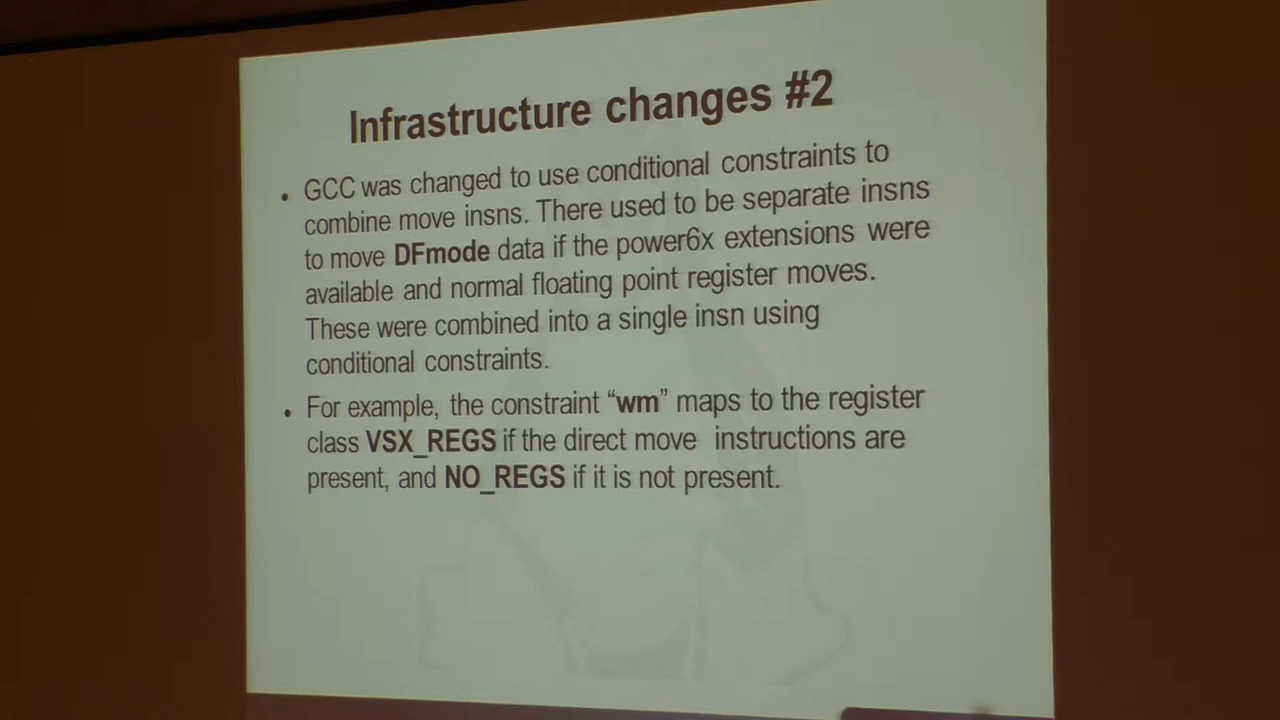 Infrastructure changes #2
• GCC was changed to use conditional constraints to
combine move insns. There used to be separate insns
to move DFmode data if the power6x extensions were
available and normal floating point register moves.
These were combined into a single insn using
conditional constraints.
• For example, the constraint “wm” maps to the register
class VSX_REGS if the direct move instructions are
present, and NO_REGS if it is not present.